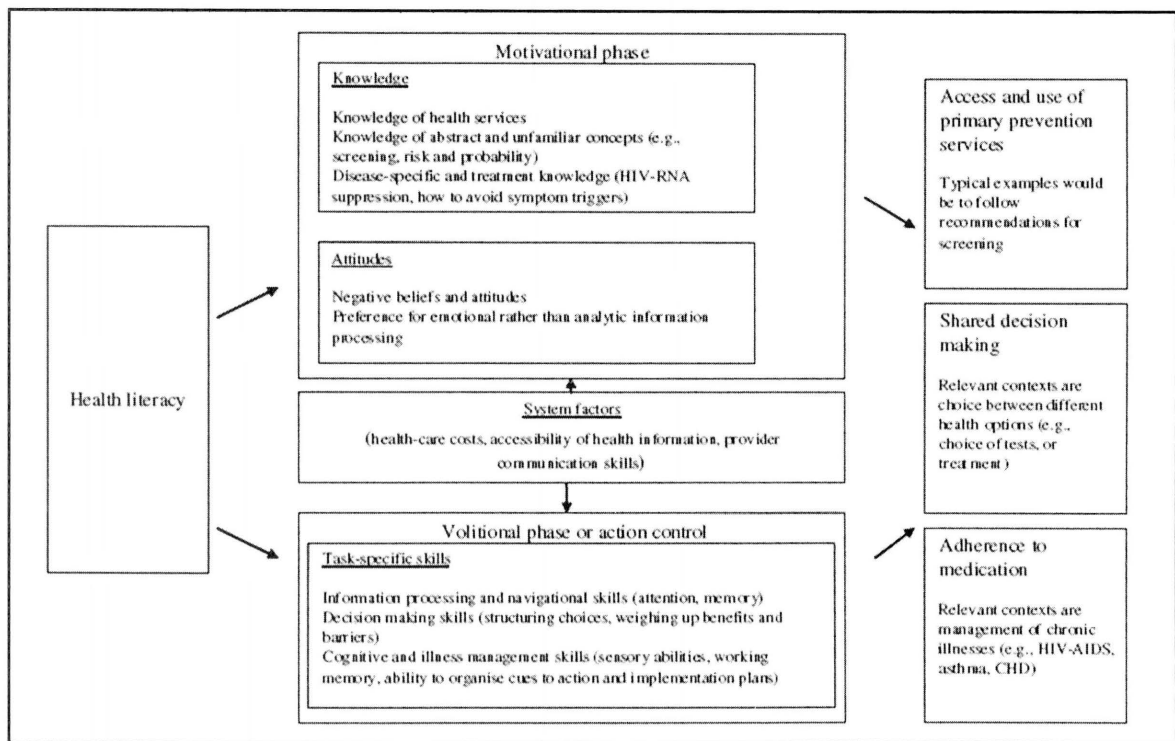 Health literacy
Motivational phase
Knowledge
Knowledge of health services
Knowledge of abstract and unfamiliar concepts (e.g.,
screening, risk and probability)
Disease-specific and treatment knowledge (HIV-RNA
suppression, how to avoid symptom triggers)
Attitudes
Negative beliefs and attitudes
Preference for emotional rather than analytic information
processing
System factors
(health-care costs, accessibility of health information, provider
communication skills)
Volitional phase or action control
Task-specific skills
Information processing and navigational skills (attention, memory)
Decision making skills (structuring choices, weighing up benefits and
barriers)
Cognitive and illness management skills (sensory abilities, working
memory, ability to organise cues to action and implementation plans)
Access and use of
primary prevention
services
Typical examples would
be to follow
recommendations for
screening
Shared decision
making
Relevant contexts are
choice between different
health options (e.g.,
choice of tests, or
treatment)
Adherence to
medication
Relevant contexts are
management of chronic
illnesses (e.g., HIV-AIDS,
asthma, CHD)